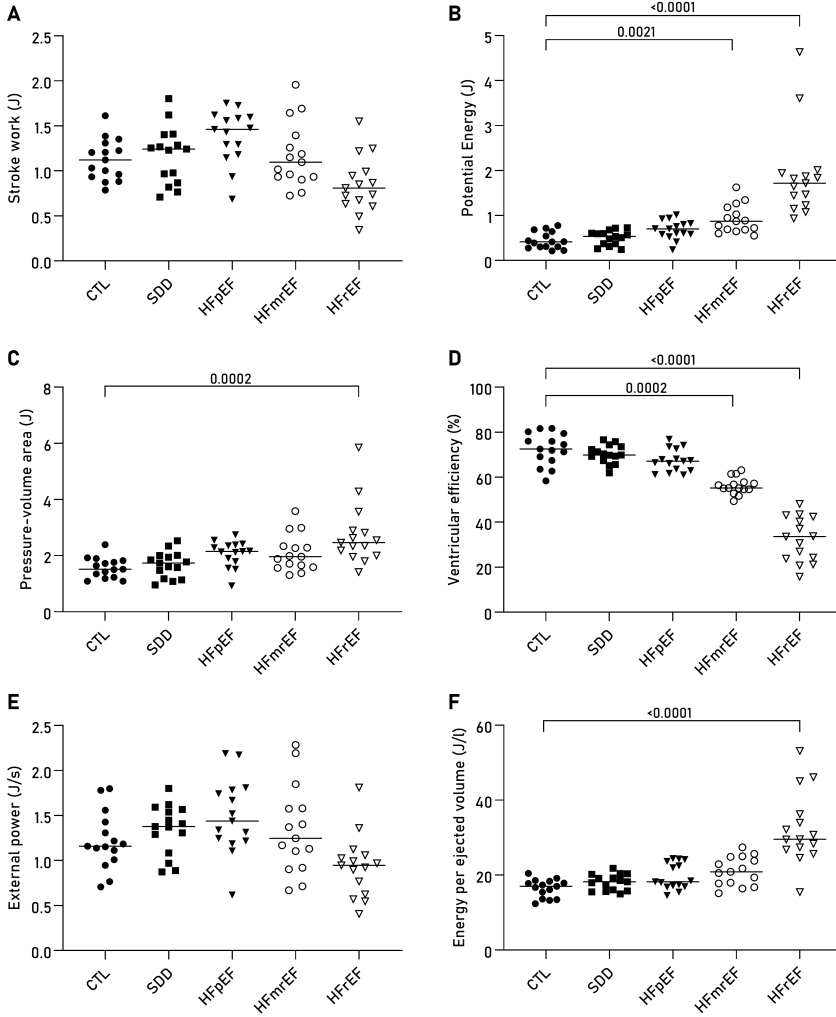 A
Stroke work (J)
2.5
2.0
1.5
1.0
0.5
0.0
CTL
SDD
HFpEF
HFmrEF
HFrEF
B
<0.0001
0.0021
Potential Energy (J)
5
4
3
2
1
0
CTL
SDD
HFpEF
HFmrEF
HFrEF
C
0.0002
Pressure-volume area (J)
8
6
4
2
0
CTL
SDD
HFpEF
HFmrEF
HFrEF
D
<0.0001
0.0002
Ventricular efficiency (%)
100
80
60
40
20
0
CTL
SDD
HFpEF
HFmrEF
HFrEF
E
External power (J/s)
2.5
2.0
1.5
1.0
0.5
0.0
CTL
SDD
HFpEF
HFmrEF
HFrEF
F
<0.0001
Energy per ejected volume (J/l)
60
40
20
0
CTL
SDD
HFpEF
HFmrEF
HFrEF